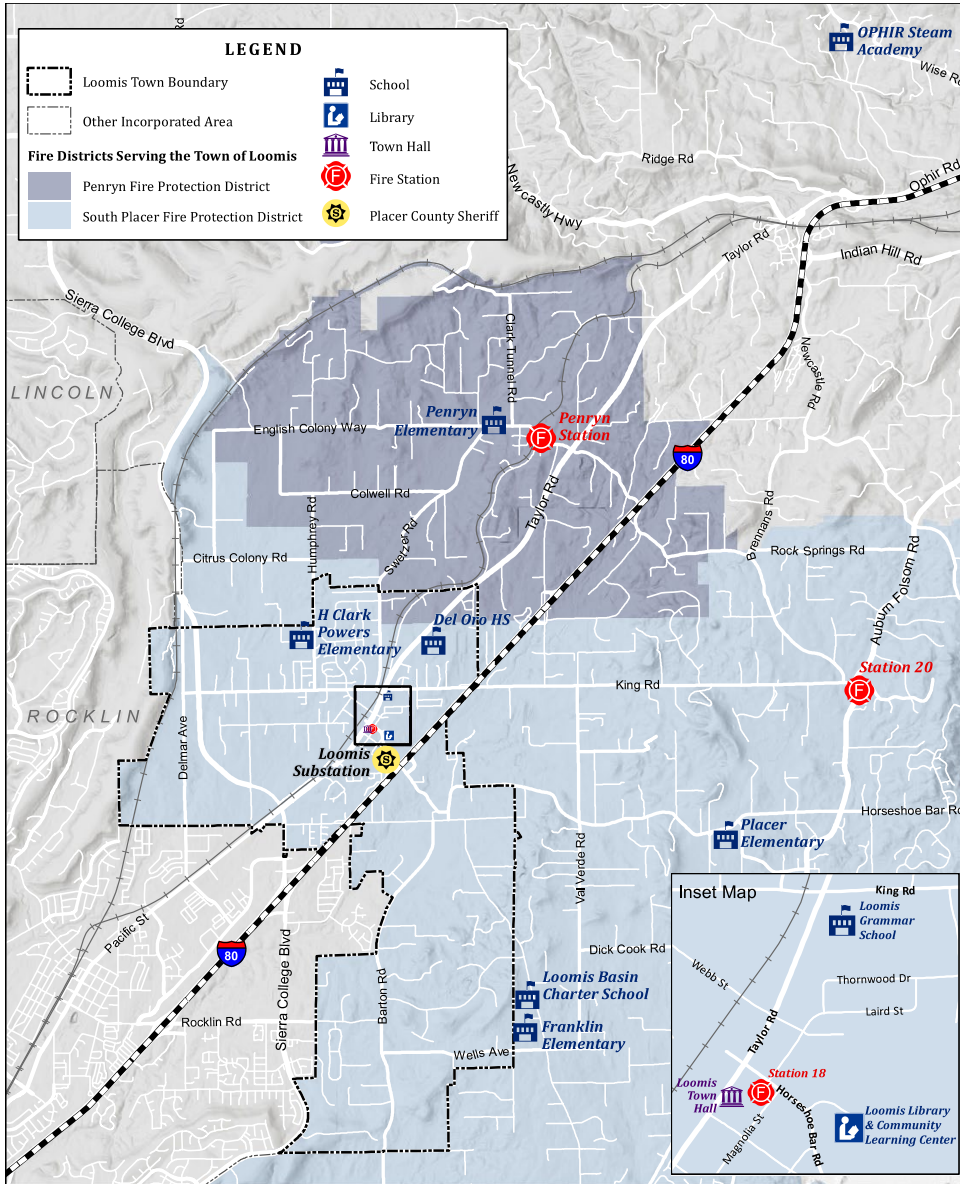 LEGEND
Loomis Town Boundary
Other Incorporated Area
Fire Districts Serving the Town of Loomis
Penryn Fire Protection District
South Placer Fire Protection District
School
Library
Town Hall
Fire Station
S
Placer County Sheriff
F
Rd
OPHIR Steam
Academy
Wise Rd
Ridge Rd
Ophir Rd
Newcastly Hwy
Taylor Rd
Indian Hill Rd
Sierra College Blvd
Clark Tunnel Rd
Newcastle Rd
LINCOLN
Penryn
Elementary
English Colony Way
Penryn
Station
F
80
Colwell Rd
Taylor Rd
Humphrey Rd
Swerzer Rd
Brennans Rd
Citrus Colony Rd
Rock Springs Rd
Auburn Folsom Rd
H Clark
Powers
Elementary
Del Oro HS
Station 20
F
King Rd
ROCKLIN
Delmar Ave
Loomis
Substation
S
Horseshoe Bar Rd
Placer
Elementary
Val Verde Rd
Pacific St
80
Sierra College Blvd
Barton Rd
Dick Cook Rd
Loomis Basin
Charter School
Franklin
Elementary
Rocklin Rd
Wells Ave
Inset Map
King Rd
Loomis
Grammar
School
Webb St
Thornwood Dr
Laird St
Taylor Rd
Station 18
F
Loomis
Town
Hall
Horseshoe Bar Rd
Magnolia St
Loomis Library
& Community
Learning Center